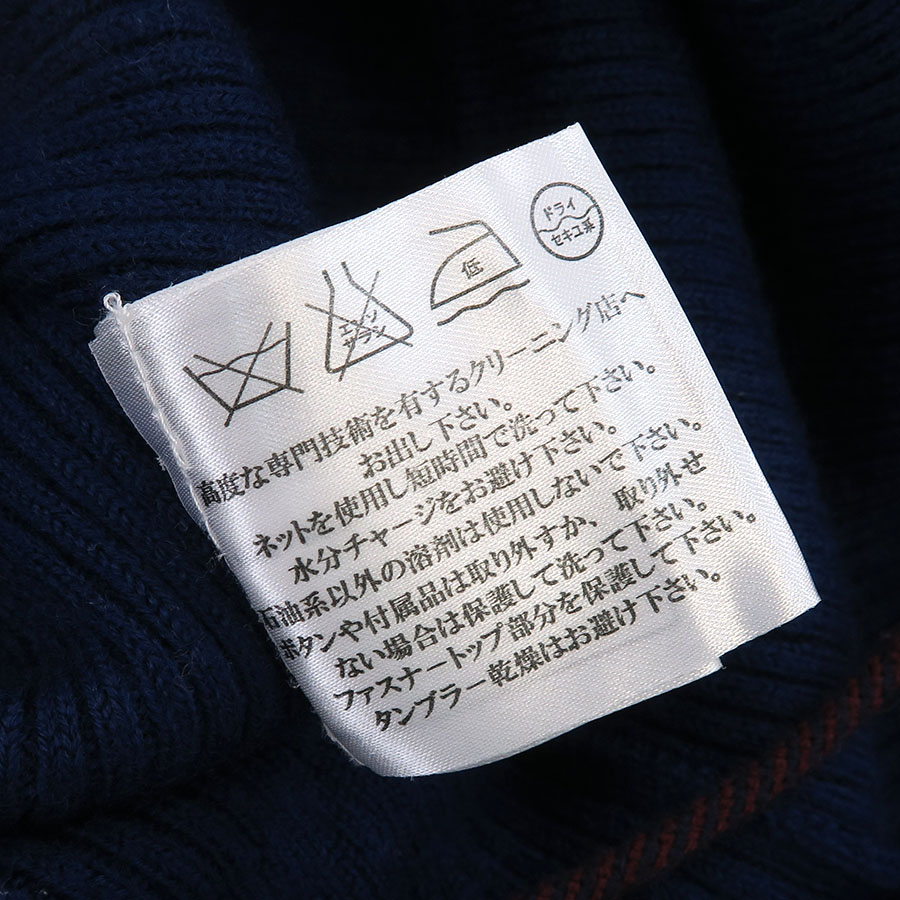 エンソ
サラシ
低
ドライ
セキユ系
高度な専門技術を有するクリーニング店へ
お出し下さい。
ネットを使用し短時間で洗って下さい。
水分チャージをお避け下さい。
石油系以外の溶剤は使用しないで下さい。
ボタンや付属品は取り外すか、取り外せ
ない場合は保護して洗って下さい。
ファスナートップ部分を保護して下さい。
タンブラー乾燥はお避け下さい。